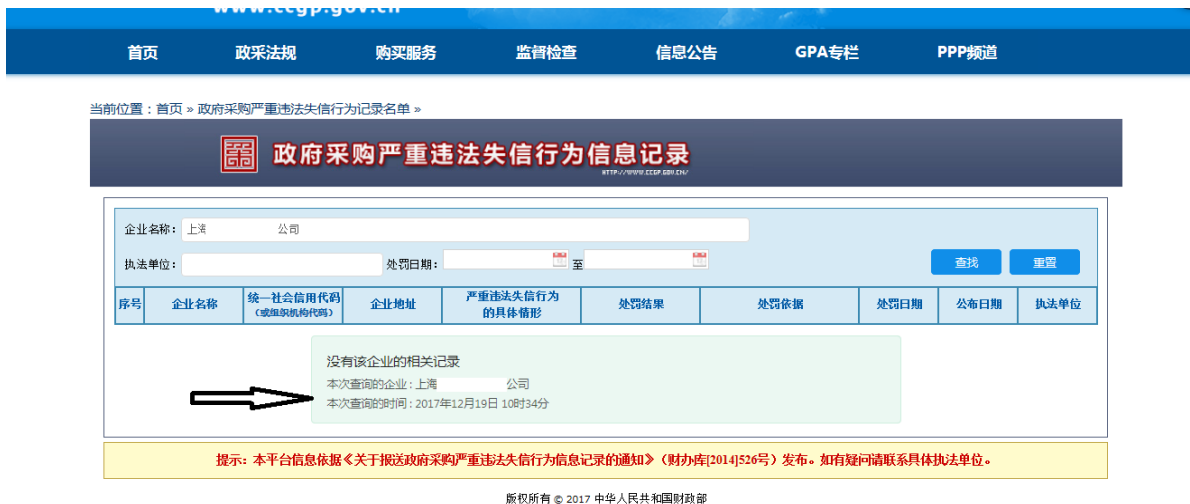 www.ccgp.gov.cn
首页 政采法规 购买服务 监督检查 信息公告 GPA专栏 PPP频道
当前位置：首页 » 政府采购严重违法失信行为记录名单 »
政府采购严重违法失信行为信息记录
HTTP://WWW.CCGP.GOV.CN/
企业名称： 上海 公司
执法单位： 处罚日期： 至 查找 重置
序号 企业名称 统一社会信用代码 企业地址 严重违法失信行为 处罚结果 处罚依据 处罚日期 公布日期 执法单位
（或组织机构代码） 的具体情形
没有该企业的相关记录
本次查询的企业：上海 公司
本次查询的时间：2017年12月19日 10时34分
提示：本平台信息依据《关于报送政府采购严重违法失信行为信息记录的通知》（财办库[2014]526号）发布。如有疑问请联系具体执法单位。
版权所有 © 2017 中华人民共和国财政部